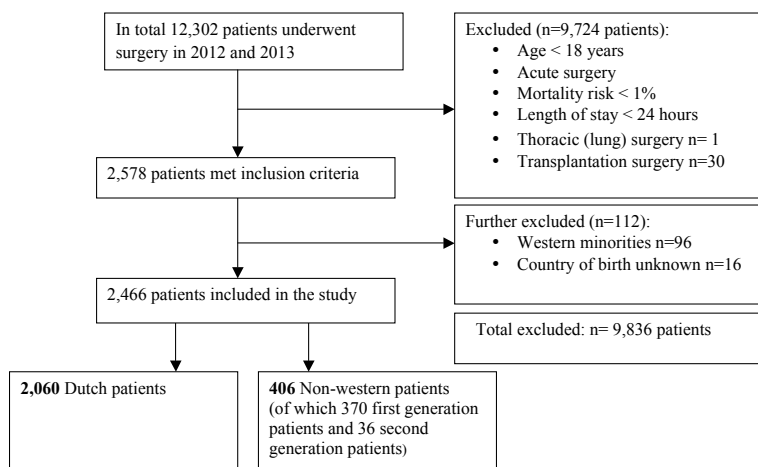 In total 12,302 patients underwent
surgery in 2012 and 2013
Excluded (n=9,724 patients):
• Age < 18 years
• Acute surgery
• Mortality risk < 1%
• Length of stay < 24 hours
• Thoracic (lung) surgery n= 1
• Transplantation surgery n=30
2,578 patients met inclusion criteria
Further excluded (n=112):
• Western minorities n=96
• Country of birth unknown n=16
2,466 patients included in the study
Total excluded: n= 9,836 patients
2,060 Dutch patients
406 Non-western patients
(of which 370 first generation
patients and 36 second
generation patients)